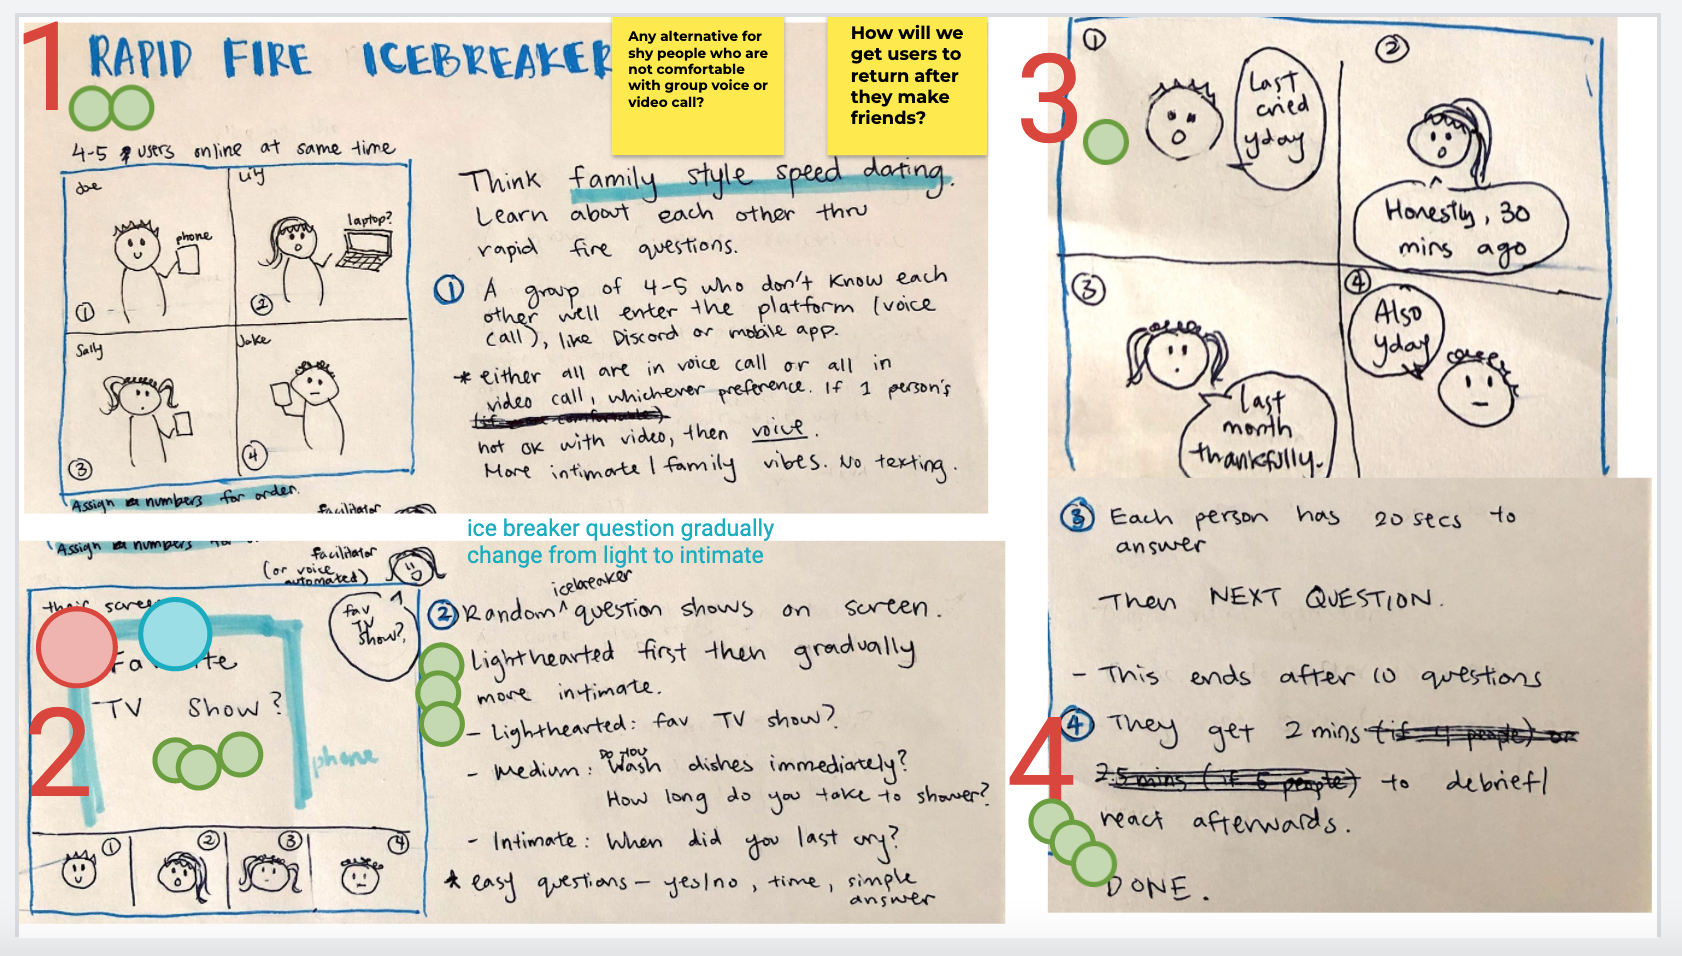 1
RAPID FIRE ICEBREAKER
Any alternative for
shy people who are
not comfortable
with group voice or
video call?
How will we
get users to
return after
they make
friends?
4-5 users online at same time
Joe
phone
①
Lily
laptop?
②
Sally
③
Jake
④
Assign numbers for order.
facilitator
Think family style speed dating.
Learn about each other thru
rapid fire questions.
① A group of 4-5 who don't know each
other well enter the platform (voice
call), like Discord or mobile app.
* either all are in voice call or all in
video call, whichever preference. If 1 person's
not ok with video, then voice.
More intimate / family vibes. No texting.
ice breaker question gradually
change from light to intimate
Assign numbers
facilitator
(or voice
automated)
their screen
fav
TV
show?
TV Show?
phone
2
① ② ③ ④
icebreaker
② Random ^ question shows on screen.
Lighthearted first then gradually
more intimate.
- Lighthearted: fav TV show?
- Medium: Do you Wash dishes immediately?
How long do you take to shower?
- Intimate: When did you last cry?
* easy questions - yes/no, time, simple
answer
3
①
Last
cried
yday
②
Honestly, 30
mins ago
③
Last
month
thankfully.
④
Also
yday
③ Each person has 20 secs to
answer
Then NEXT QUESTION.
- This ends after 10 questions
4
④ They get 2 mins (if 4 people) or
2.5 mins (if 5 people) to debrief/
react afterwards.
DONE.